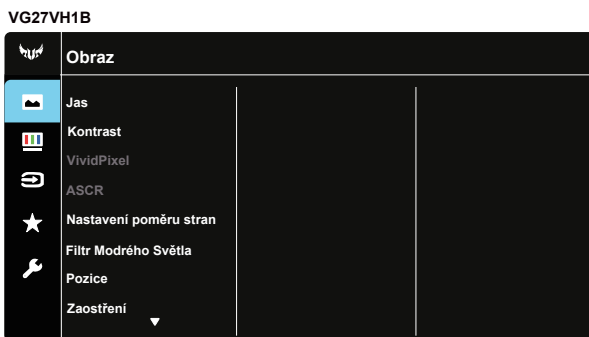 VG27VH1B
Obraz
Jas
Kontrast
VividPixel
ASCR
Nastavení poměru stran
Filtr Modrého Světla
Pozice
Zaostření